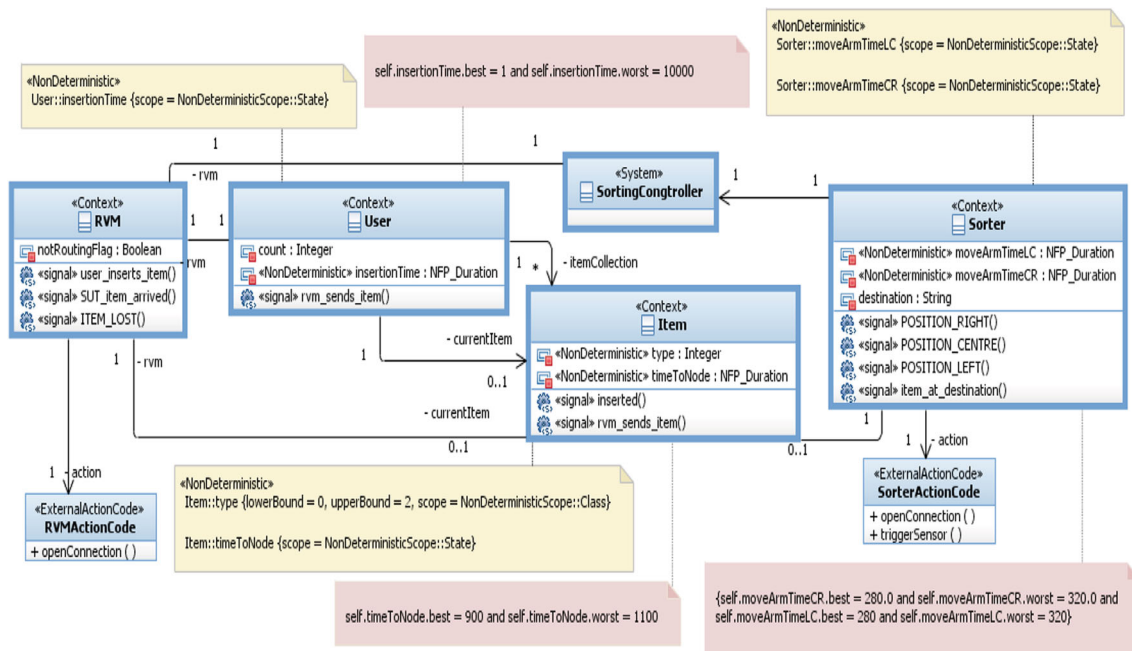 «NonDeterministic»
User::insertionTime {scope = NonDeterministicScope::State}
self.insertionTime.best = 1 and self.insertionTime.worst = 10000
«NonDeterministic»
Sorter::moveArmTimeLC {scope = NonDeterministicScope::State}
Sorter::moveArmTimeCR {scope = NonDeterministicScope::State}
1
- rvm
1
«System»
SortingCongtroller
1
1
«Context»
RVM
notRoutingFlag : Boolean
«signal» user_inserts_item()
«signal» SUT_item_arrived()
«signal» ITEM_LOST()
1
1
- rvm
«Context»
User
count : Integer
«NonDeterministic» insertionTime : NFP_Duration
«signal» rvm_sends_item()
1
*
- itemCollection
1
- currentItem
0..1
«Context»
Item
«NonDeterministic» type : Integer
«NonDeterministic» timeToNode : NFP_Duration
«signal» inserted()
«signal» rvm_sends_item()
«Context»
Sorter
«NonDeterministic» moveArmTimeLC : NFP_Duration
«NonDeterministic» moveArmTimeCR : NFP_Duration
destination : String
«signal» POSITION_RIGHT()
«signal» POSITION_CENTRE()
«signal» POSITION_LEFT()
«signal» item_at_destination()
1
- rvm
- currentItem
0..1
0..1
1
1
- action
1
- action
«ExternalActionCode»
RVMActionCode
+ openConnection ( )
«NonDeterministic»
Item::type {lowerBound = 0, upperBound = 2, scope = NonDeterministicScope::Class}
Item::timeToNode {scope = NonDeterministicScope::State}
«ExternalActionCode»
SorterActionCode
+ openConnection ( )
+ triggerSensor ( )
self.timeToNode.best = 900 and self.timeToNode.worst = 1100
{self.moveArmTimeCR.best = 280.0 and self.moveArmTimeCR.worst = 320.0 and
self.moveArmTimeLC.best = 280 and self.moveArmTimeLC.worst = 320}